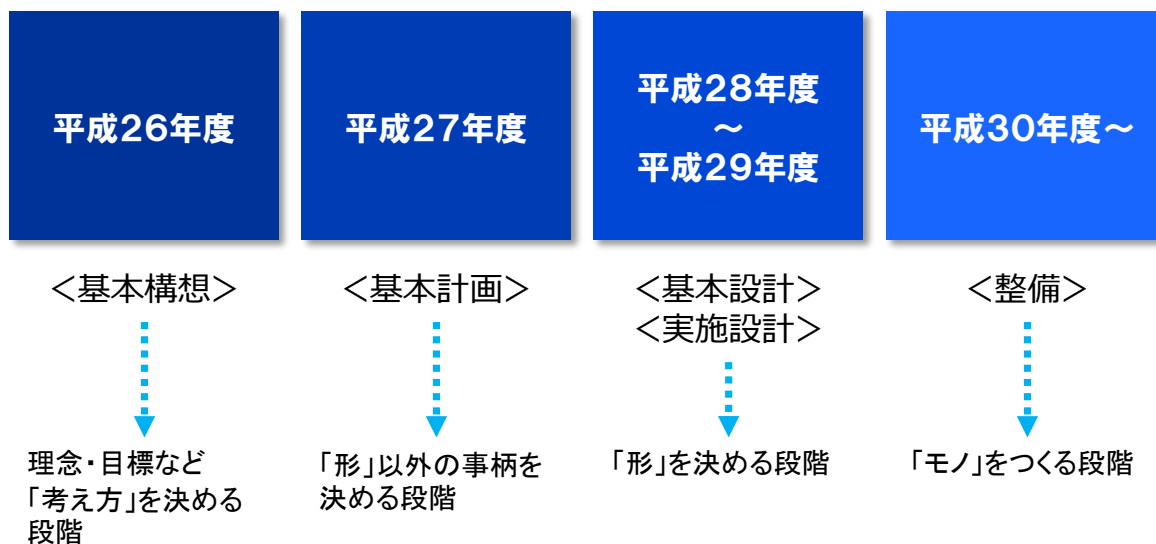 平成26年度
平成27年度
平成28年度
~
平成29年度
平成30年度~
<基本構想>
<基本計画>
<基本設計>
<実施設計>
<整備>
理念・目標など
「考え方」を決める
段階
「形」以外の事柄を
決める段階
「形」を決める段階
「モノ」をつくる段階